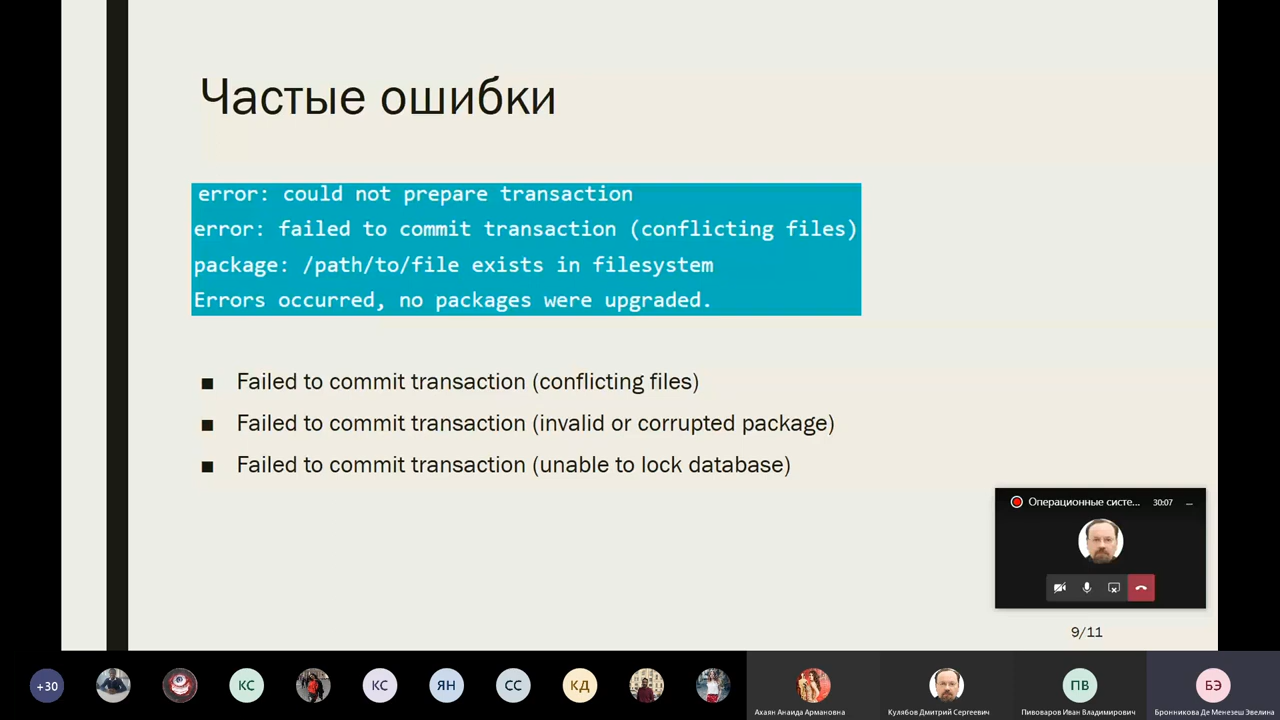 Частые ошибки
error: could not prepare transaction
error: failed to commit transaction (conflicting files)
package: /path/to/file exists in filesystem
Errors occurred, no packages were upgraded.
Failed to commit transaction (conflicting files)
Failed to commit transaction (invalid or corrupted package)
Failed to commit transaction (unable to lock database)
Операционные систе... 30:07
9/11
+30
КС
КС
ЯН
СС
КД
ПВ
БЭ
Ахаян Анаида Армановна
Кулябов Дмитрий Сергеевич
Пивоваров Иван Владимирович
Бронникова Де Менезеш Эвелина